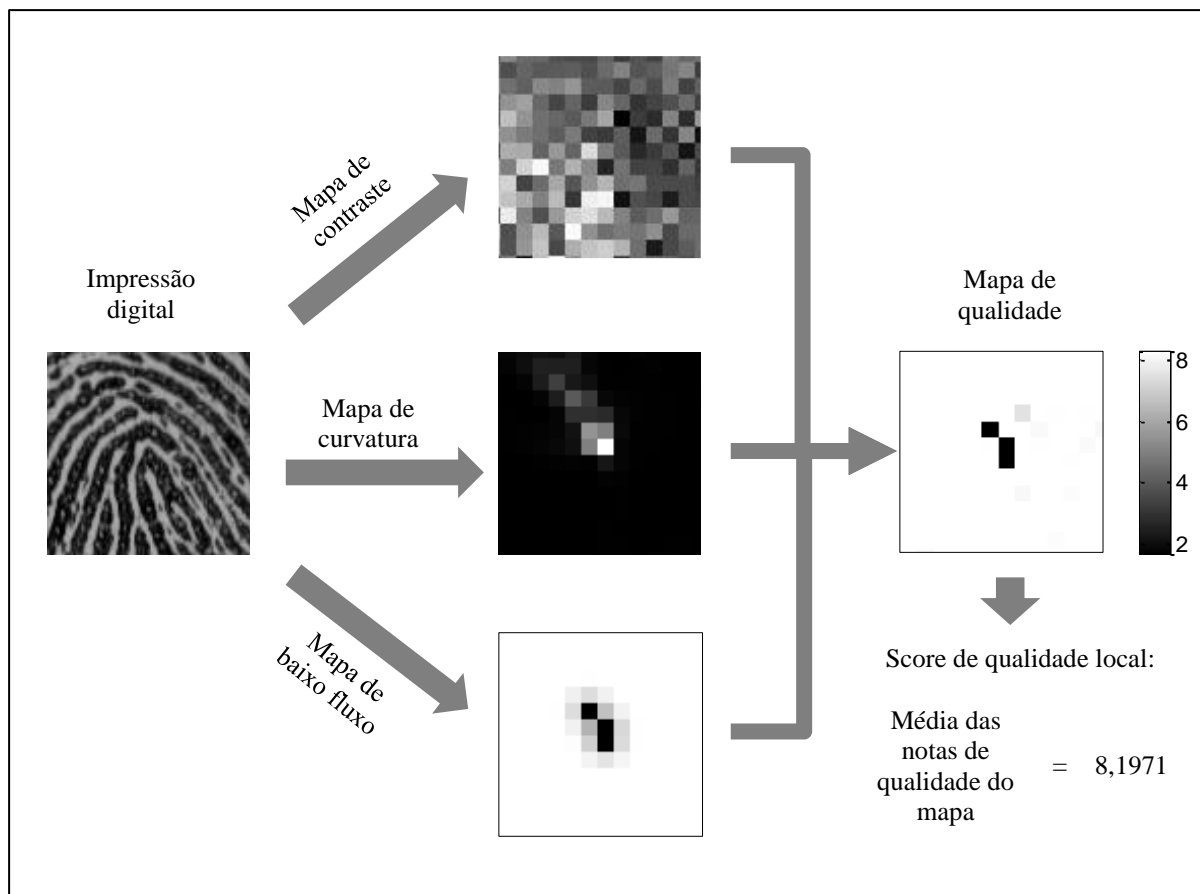 Impressão
digital
Mapa de
contraste
Mapa de
curvatura
Mapa de
baixo fluxo
Mapa de
qualidade
8
6
4
2
Score de qualidade local:
Média das
notas de
qualidade do
mapa
= 8,1971